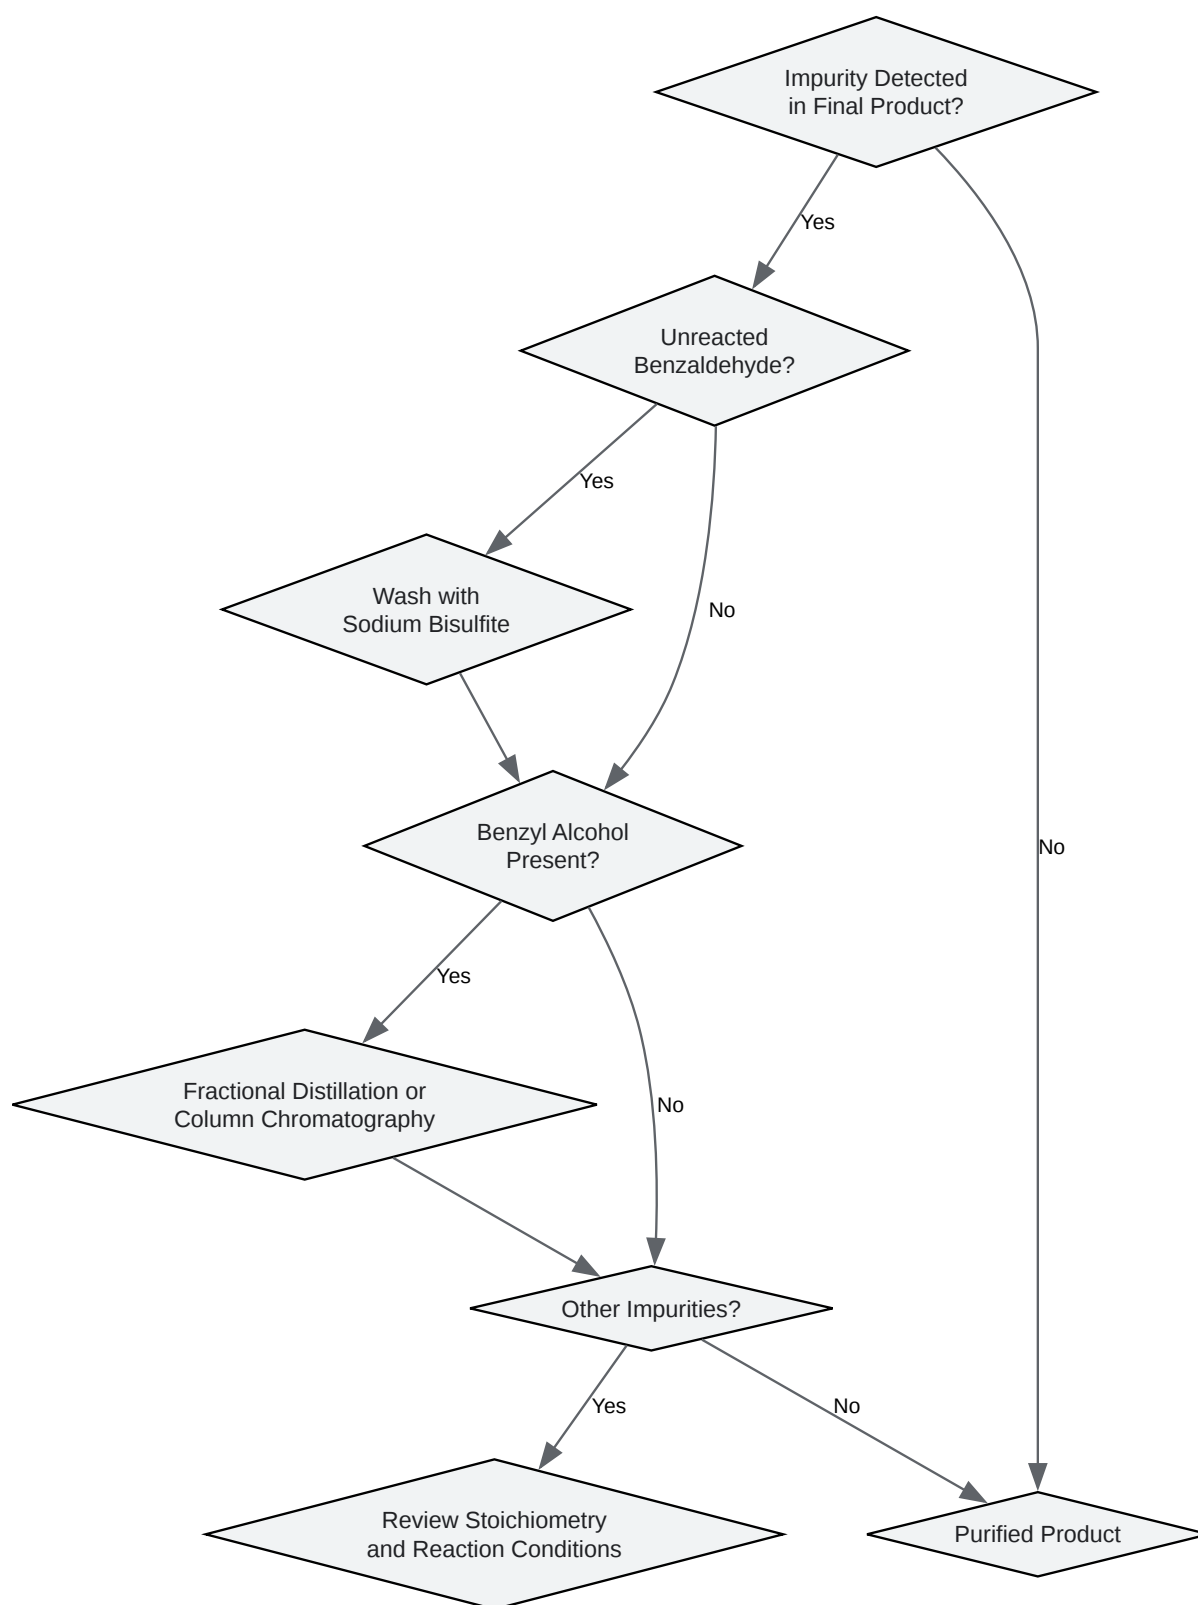 Impurity Detected
in Final Product?
Yes
Unreacted
Benzaldehyde?
Yes
Wash with
Sodium Bisulfite
No
Benzyl Alcohol
Present?
No
Yes
Fractional Distillation or
Column Chromatography
No
Other Impurities?
Yes
No
Review Stoichiometry
and Reaction Conditions
Purified Product